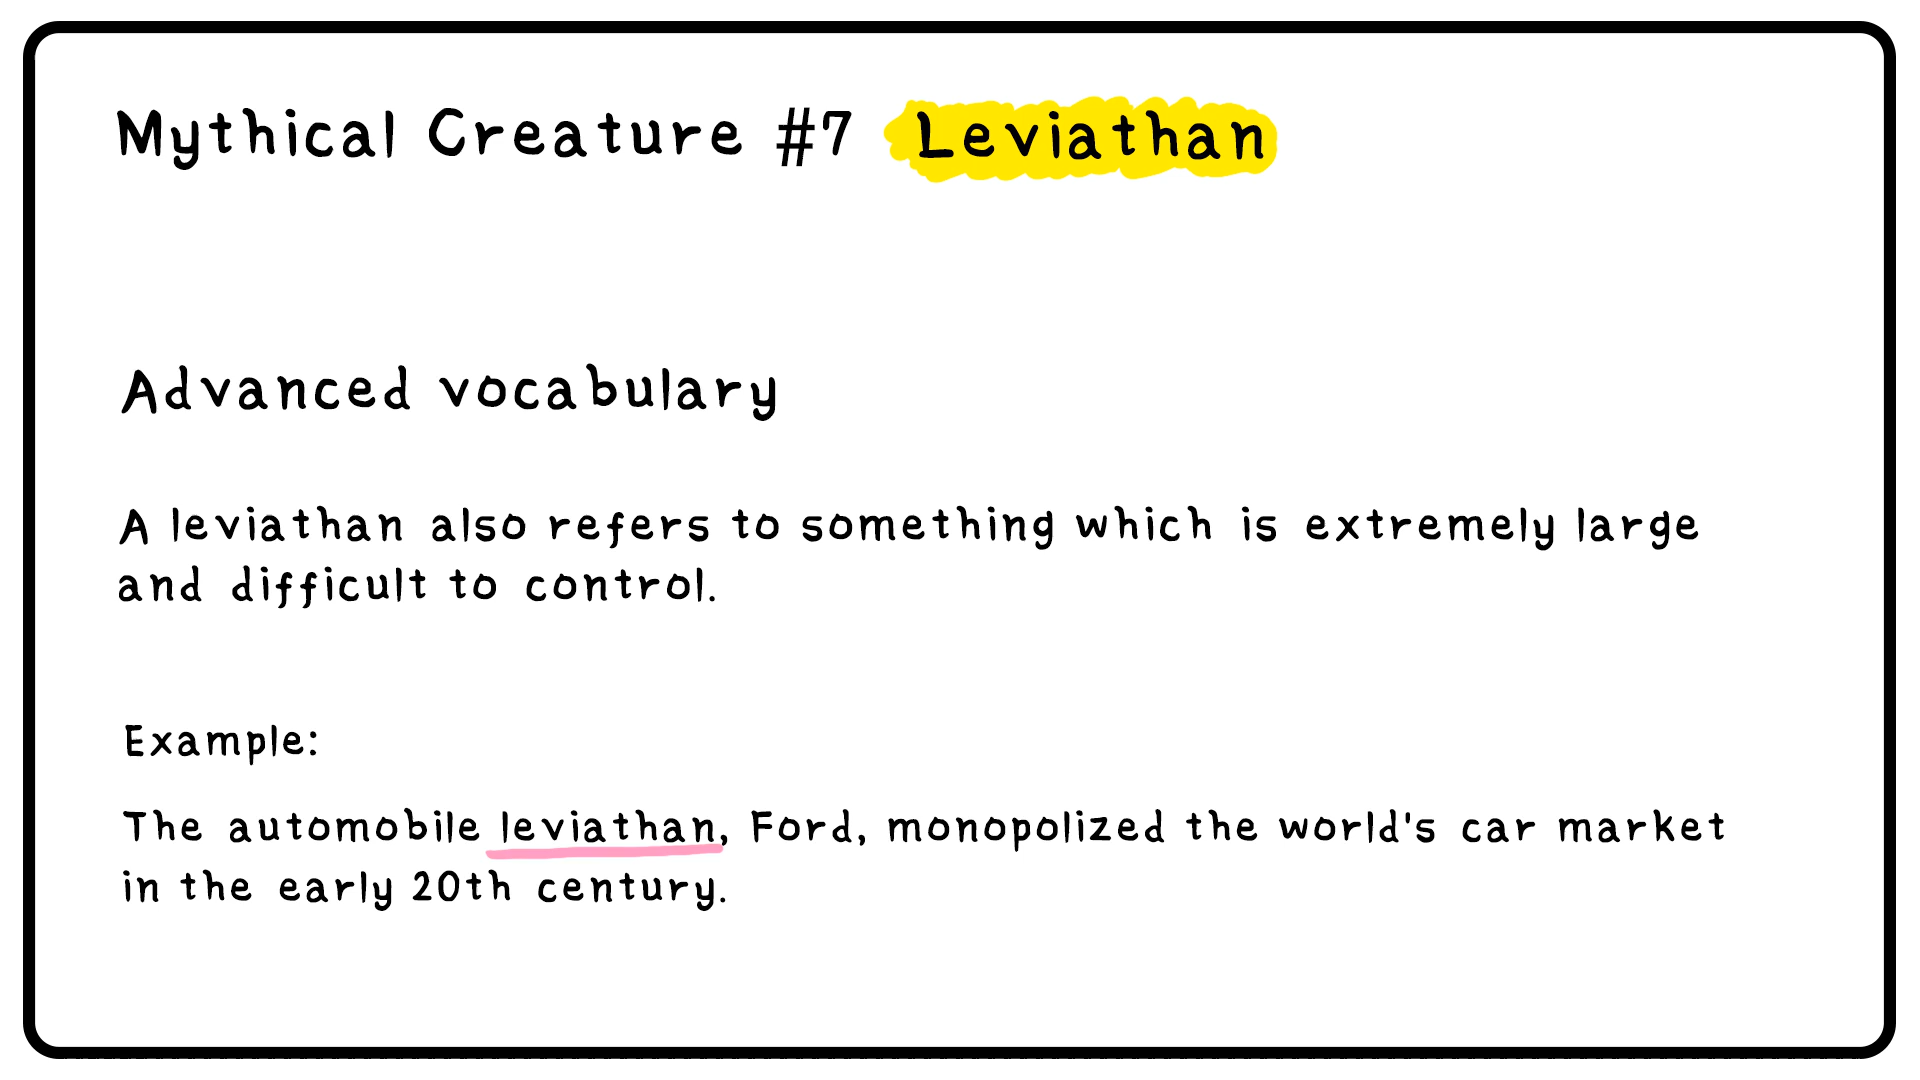 Mythical Creature #7 Leviathan
Advanced vocabulary
A leviathan also refers to something which is extremely large
and difficult to control.
Example:
The automobile leviathan, Ford, monopolized the world's car market
in the early 20th century.